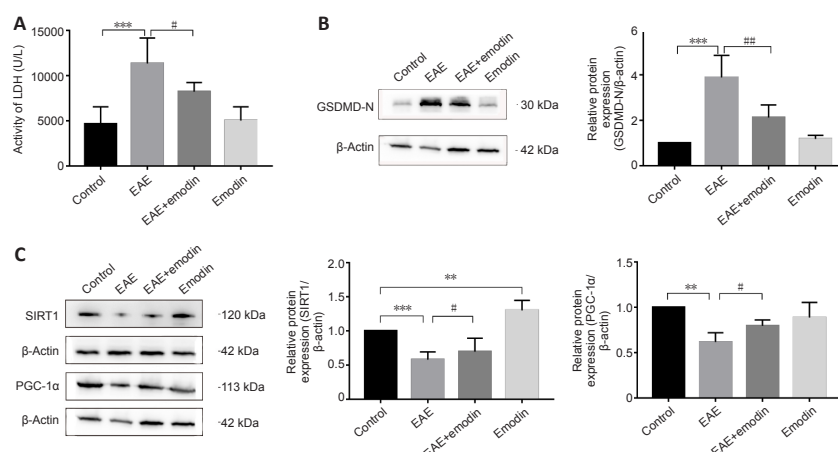 A
Activity of LDH (U/L)
15000
10000
5000
0
***
#
Control
EAE
EAE+emodin
Emodin
B
Control
EAE
EAE+emodin
Emodin
GSDMD-N
30 kDa
β-Actin
42 kDa
Relative protein
expression
(GSDMD-N/β-actin)
6
4
2
0
***
##
Control
EAE
EAE+emodin
Emodin
C
Control
EAE
EAE+emodin
Emodin
SIRT1
-120 kDa
β-Actin
-42 kDa
PGC-1α
-113 kDa
β-Actin
-42 kDa
Relative protein
expression (SIRT1/
β-actin)
2.0
1.5
1.0
0.5
0
**
***
#
Control
EAE
EAE+emodin
Emodin
Relative protein
expression (PGC-1α/
β-actin)
1.5
1.0
0.5
0
**
#
Control
EAE
EAE+emodin
Emodin